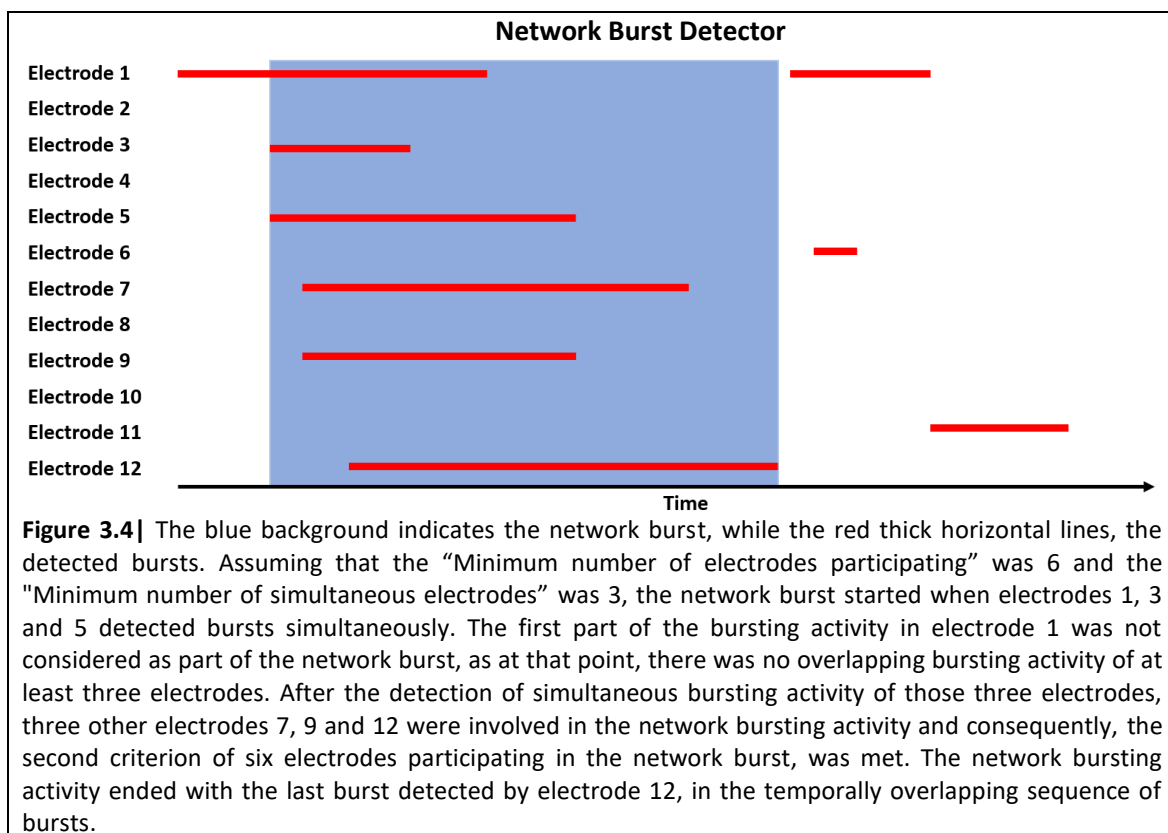 Network Burst Detector
Electrode 1
Electrode 2
Electrode 3
Electrode 4
Electrode 5
Electrode 6
Electrode 7
Electrode 8
Electrode 9
Electrode 10
Electrode 11
Electrode 12
Time
Figure 3.4| The blue background indicates the network burst, while the red thick horizontal lines, the
detected bursts. Assuming that the “Minimum number of electrodes participating” was 6 and the
"Minimum number of simultaneous electrodes” was 3, the network burst started when electrodes 1, 3
and 5 detected bursts simultaneously. The first part of the bursting activity in electrode 1 was not
considered as part of the network burst, as at that point, there was no overlapping bursting activity of at
least three electrodes. After the detection of simultaneous bursting activity of those three electrodes,
three other electrodes 7, 9 and 12 were involved in the network bursting activity and consequently, the
second criterion of six electrodes participating in the network burst, was met. The network bursting
activity ended with the last burst detected by electrode 12, in the temporally overlapping sequence of
bursts.